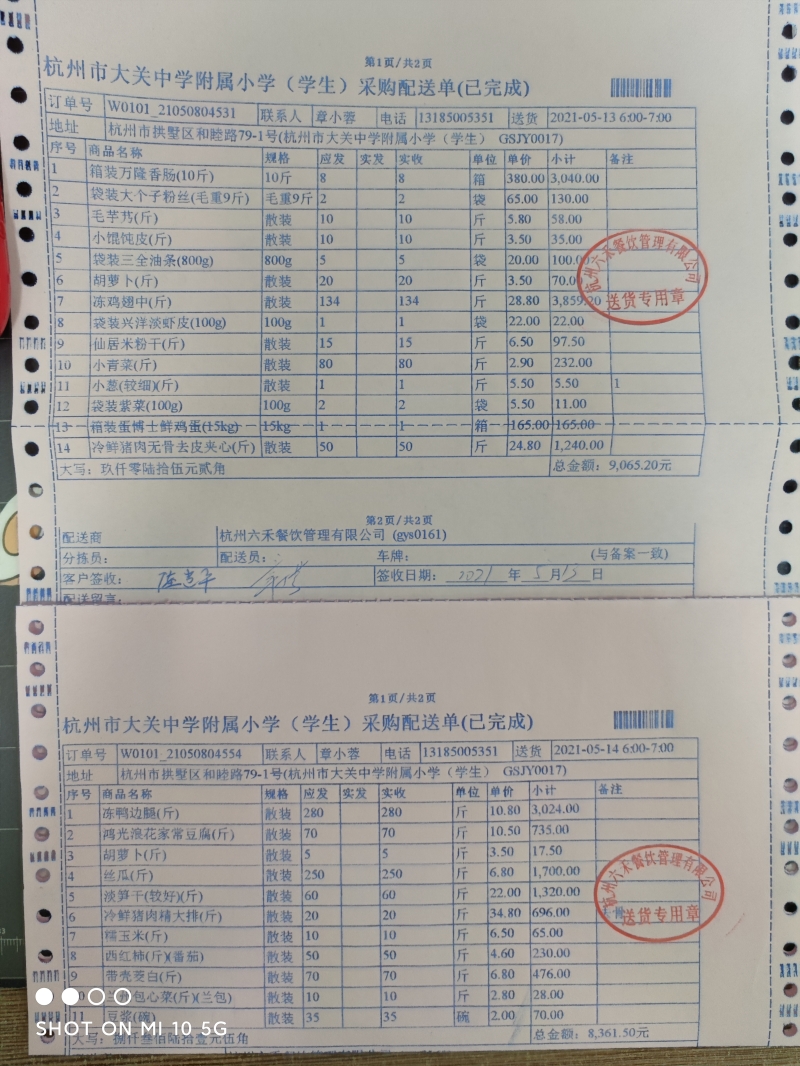 第1页/共2页
杭州市大关中学附属小学（学生）采购配送单(已完成)
订单号 W0101_21050804531 联系人 章小蓉 电话 13185005351 送货 2021-05-13 6:00-7:00
地址 杭州市拱墅区和睦路79-1号(杭州市大关中学附属小学（学生） GSJY0017)
序号 商品名称 规格 应发 实发 实收 单位 单价 小计 备注
1 箱装万隆香肠(10斤) 10斤 8 8 箱 380.00 3,040.00
2 袋装大个子粉丝(毛重9斤) 毛重9斤 2 2 袋 65.00 130.00
3 毛芋艿(斤) 散装 10 10 斤 5.80 58.00
4 小馄饨皮(斤) 散装 10 10 斤 3.50 35.00
5 袋装三全油条(800g) 800g 5 5 袋 20.00 100.00
6 胡萝卜(斤) 散装 20 20 斤 3.50 70.00
7 冻鸡翅中(斤) 散装 134 134 斤 28.80 3,859.20
8 袋装兴洋淡虾皮(100g) 100g 1 1 袋 22.00 22.00
9 仙居米粉干(斤) 散装 15 15 斤 6.50 97.50
10 小青菜(斤) 散装 80 80 斤 2.90 232.00
11 小葱(较细)(斤) 散装 1 1 斤 5.50 5.50 1
12 袋装紫菜(100g) 100g 2 2 袋 5.50 11.00
13 箱装蛋博士鲜鸡蛋(15kg) 15kg 1 1 箱 165.00 165.00
14 冷鲜猪肉无骨去皮夹心(斤) 散装 50 50 斤 24.80 1,240.00
大写：玖仟零陆拾伍元贰角 总金额：9,065.20元
杭州六禾餐饮管理有限公司
送货专用章
第2页/共2页
配送商 杭州六禾餐饮管理有限公司 (gys0161)
分拣员： 配送员： 车牌： (与备案一致)
客户签收： 签收日期： 2021 年 5 月 13 日
配送留言：
第1页/共2页
杭州市大关中学附属小学（学生）采购配送单(已完成)
订单号 W0101_21050804554 联系人 章小蓉 电话 13185005351 送货 2021-05-14 6:00-7:00
地址 杭州市拱墅区和睦路79-1号(杭州市大关中学附属小学（学生） GSJY0017)
序号 商品名称 规格 应发 实发 实收 单位 单价 小计 备注
1 冻鸭边腿(斤) 散装 280 280 斤 10.80 3,024.00
2 鸿光浪花家常豆腐(斤) 散装 70 70 斤 10.50 735.00
3 胡萝卜(斤) 散装 5 5 斤 3.50 17.50
4 丝瓜(斤) 散装 250 250 斤 6.80 1,700.00
5 淡笋干(较好)(斤) 散装 60 60 斤 22.00 1,320.00
6 冷鲜猪肉精大排(斤) 散装 20 20 斤 34.80 696.00
7 糯玉米(斤) 散装 10 10 斤 6.50 65.00
8 西红柿(斤)(番茄) 散装 50 50 斤 4.60 230.00
9 带壳茭白(斤) 散装 70 70 斤 6.80 476.00
包心菜(斤)(兰包) 散装 10 10 斤 2.80 28.00
11 豆浆(碗) 散装 35 35 碗 2.00 70.00
大写：捌仟叁佰陆拾壹元伍角 总金额：8,361.50元
杭州六禾餐饮管理有限公司
送货专用章
SHOT ON MI 10 5G